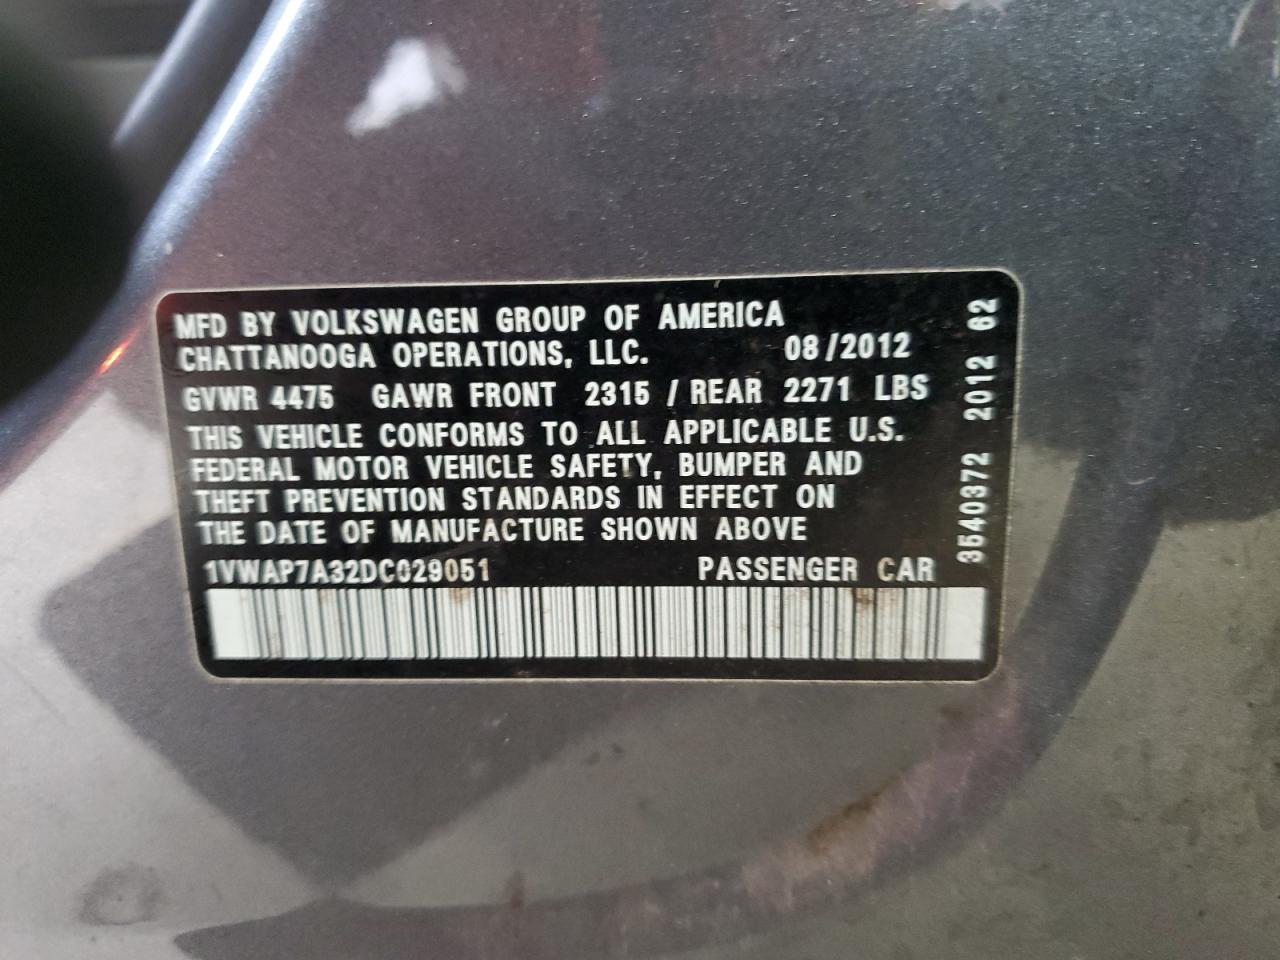 MFD BY VOLKSWAGEN GROUP OF AMERICA
CHATTANOOGA OPERATIONS, LLC. 08/2012
GVWR 4475 GAWR FRONT 2315 / REAR 2271 LBS
THIS VEHICLE CONFORMS TO ALL APPLICABLE U.S.
FEDERAL MOTOR VEHICLE SAFETY, BUMPER AND
THEFT PREVENTION STANDARDS IN EFFECT ON
THE DATE OF MANUFACTURE SHOWN ABOVE
1VWAP7A32DC029051 PASSENGER CAR
3540372 2012 62